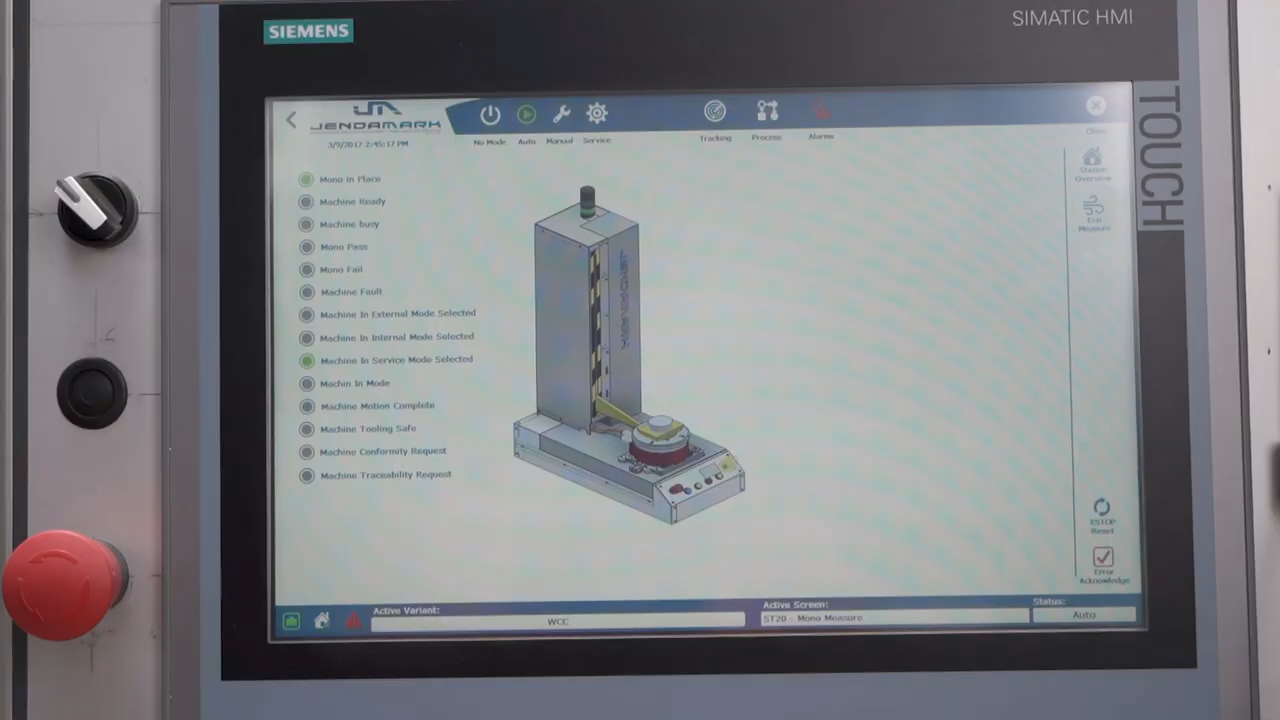 SIEMENS
SIMATIC HMI
TOUCH
JENDAMARK
3/9/2017 2:45:17 PM
No Mode
Auto
Manual
Service
Tracking
Process
Alarms
Close
Mono in Place
Machine Ready
Machine busy
Mono Pass
Mono Fail
Machine Fault
Machine In External Mode Selected
Machine In Internal Mode Selected
Machine In Service Mode Selected
Machin In Mode
Machine Motion Complete
Machine Tooling Safe
Machine Conformity Request
Machine Traceability Request
JENDAMARK
Station
Overview
Measure
ESTOP
Reset
Error
Acknowledge
Active Variant:
WCC
Active Screen:
ST20 - Mono Measure
Status:
Auto